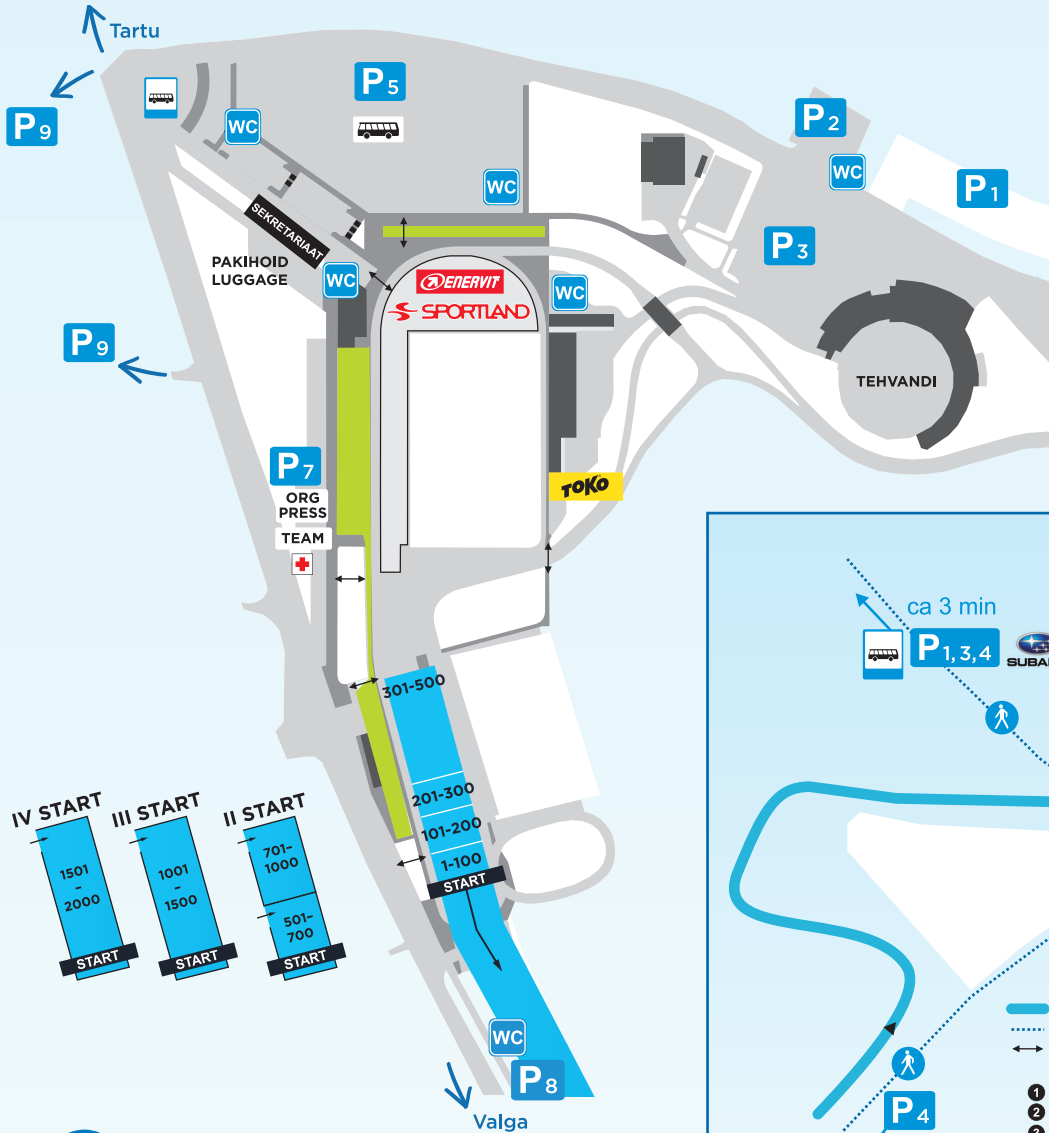 Tartu
P9
P5
WC
P2
WC
P1
WC
SEKRETARIAAT
P3
PAKIHOID
LUGGAGE
WC
ENERVIT
SPORTLAND
WC
P9
TEHVANDI
P7
ORG
PRESS
TEAM
TOKO
ca 3 min
P1,3,4
301-500
201-300
101-200
1-100
START
IV START
III START
II START
1501
-
2000
START
1001
-
1500
START
701-
1000
501-
700
START
WC
P8
Valga
P4
1
2